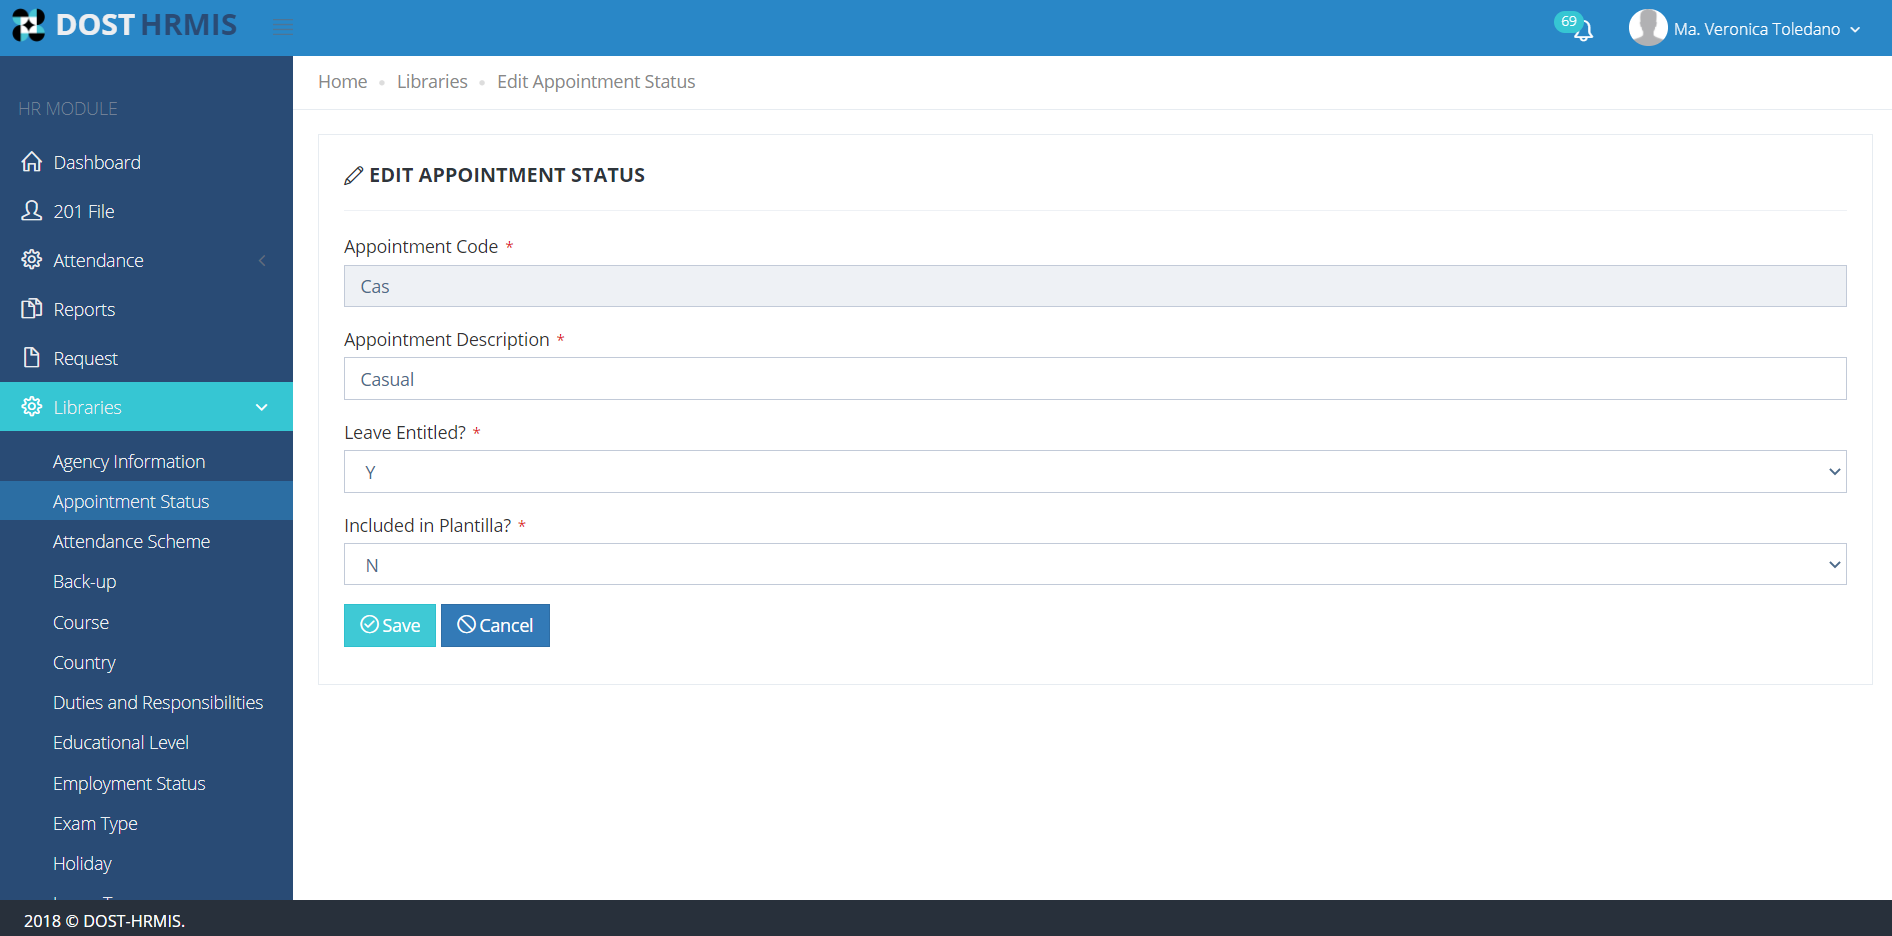 DOST HRMIS
69
Ma. Veronica Toledano
HR MODULE
Dashboard
201 File
Attendance
Reports
Request
Libraries
Agency Information
Appointment Status
Attendance Scheme
Back-up
Course
Country
Duties and Responsibilities
Educational Level
Employment Status
Exam Type
Holiday
Home • Libraries • Edit Appointment Status
EDIT APPOINTMENT STATUS
Appointment Code *
Cas
Appointment Description *
Casual
Leave Entitled? *
Y
Included in Plantilla? *
N
Save Cancel
2018 © DOST-HRMIS.